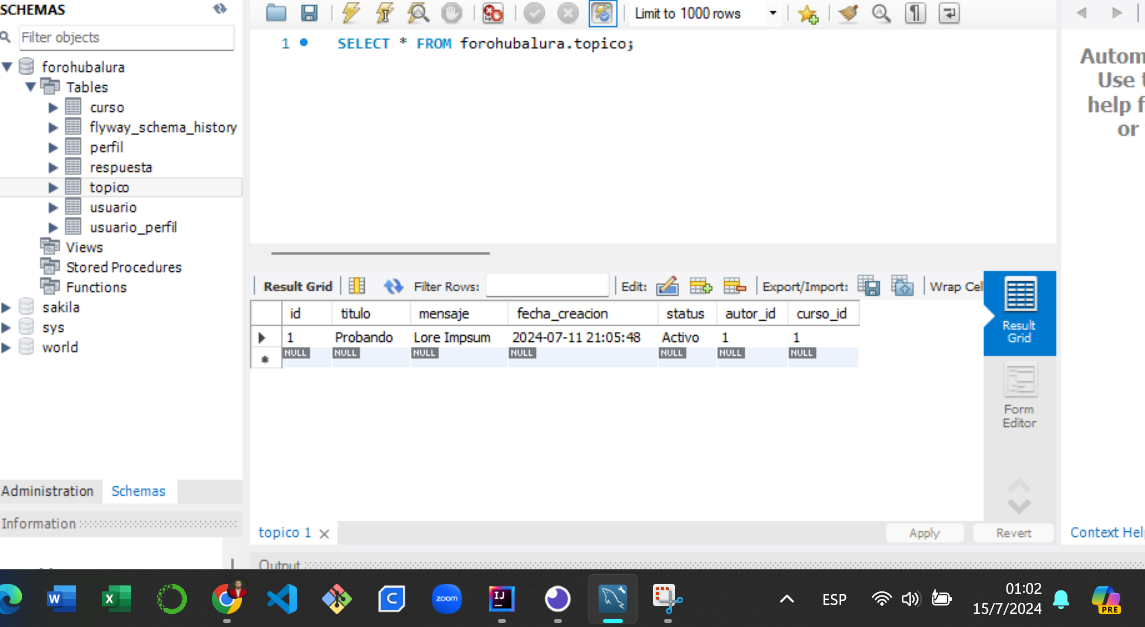 SCHEMAS
Filter objects
forohubalura
Tables
curso
flyway_schema_history
perfil
respuesta
topico
usuario
usuario_perfil
Views
Stored Procedures
Functions
sakila
sys
world
Administration Schemas
Information
Limit to 1000 rows
1 SELECT * FROM forohubalura.topico;
Autom
Use t
help f
or
Result Grid Filter Rows: Edit: Export/Import: Wrap Cel
id titulo mensaje fecha_creacion status autor_id curso_id
1 Probando Lore Impsum 2024-07-11 21:05:48 Activo 1 1
NULL NULL NULL NULL NULL NULL NULL
Result
Grid
Form
Editor
topico 1 Apply Revert Context Hel
Output
W X zoom IJ ESP 01:02
15/7/2024 PRE